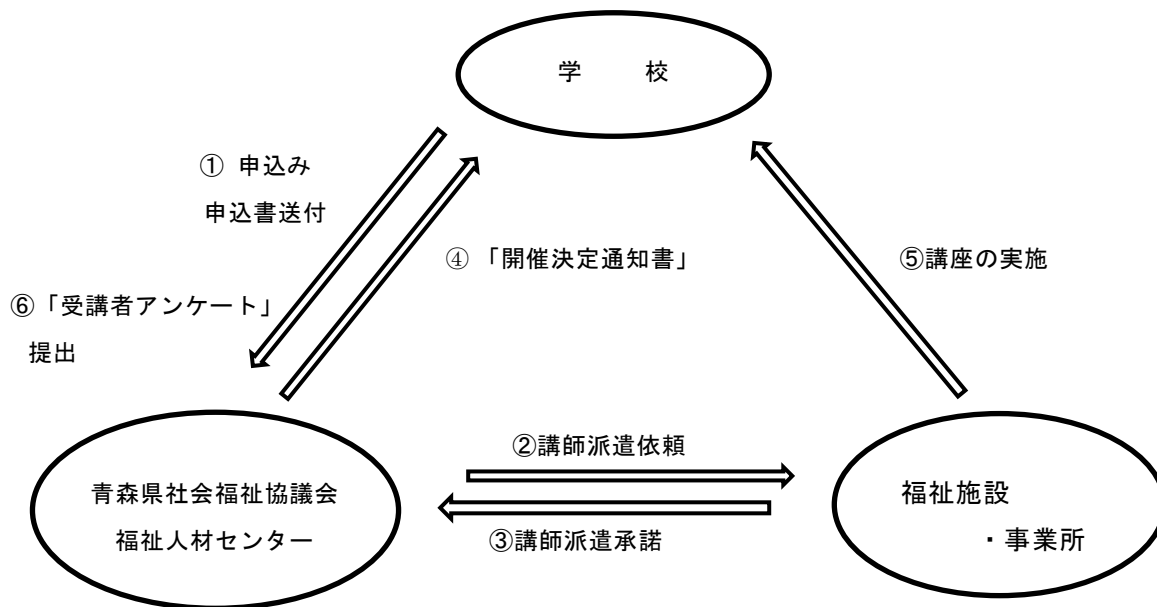 学　　校
① 申込み
申込書送付
④ 「開催決定通知書」
⑤講座の実施
⑥「受講者アンケート」
提出
②講師派遣依頼
青森県社会福祉協議会
福祉人材センター
③講師派遣承諾
福祉施設
・事業所